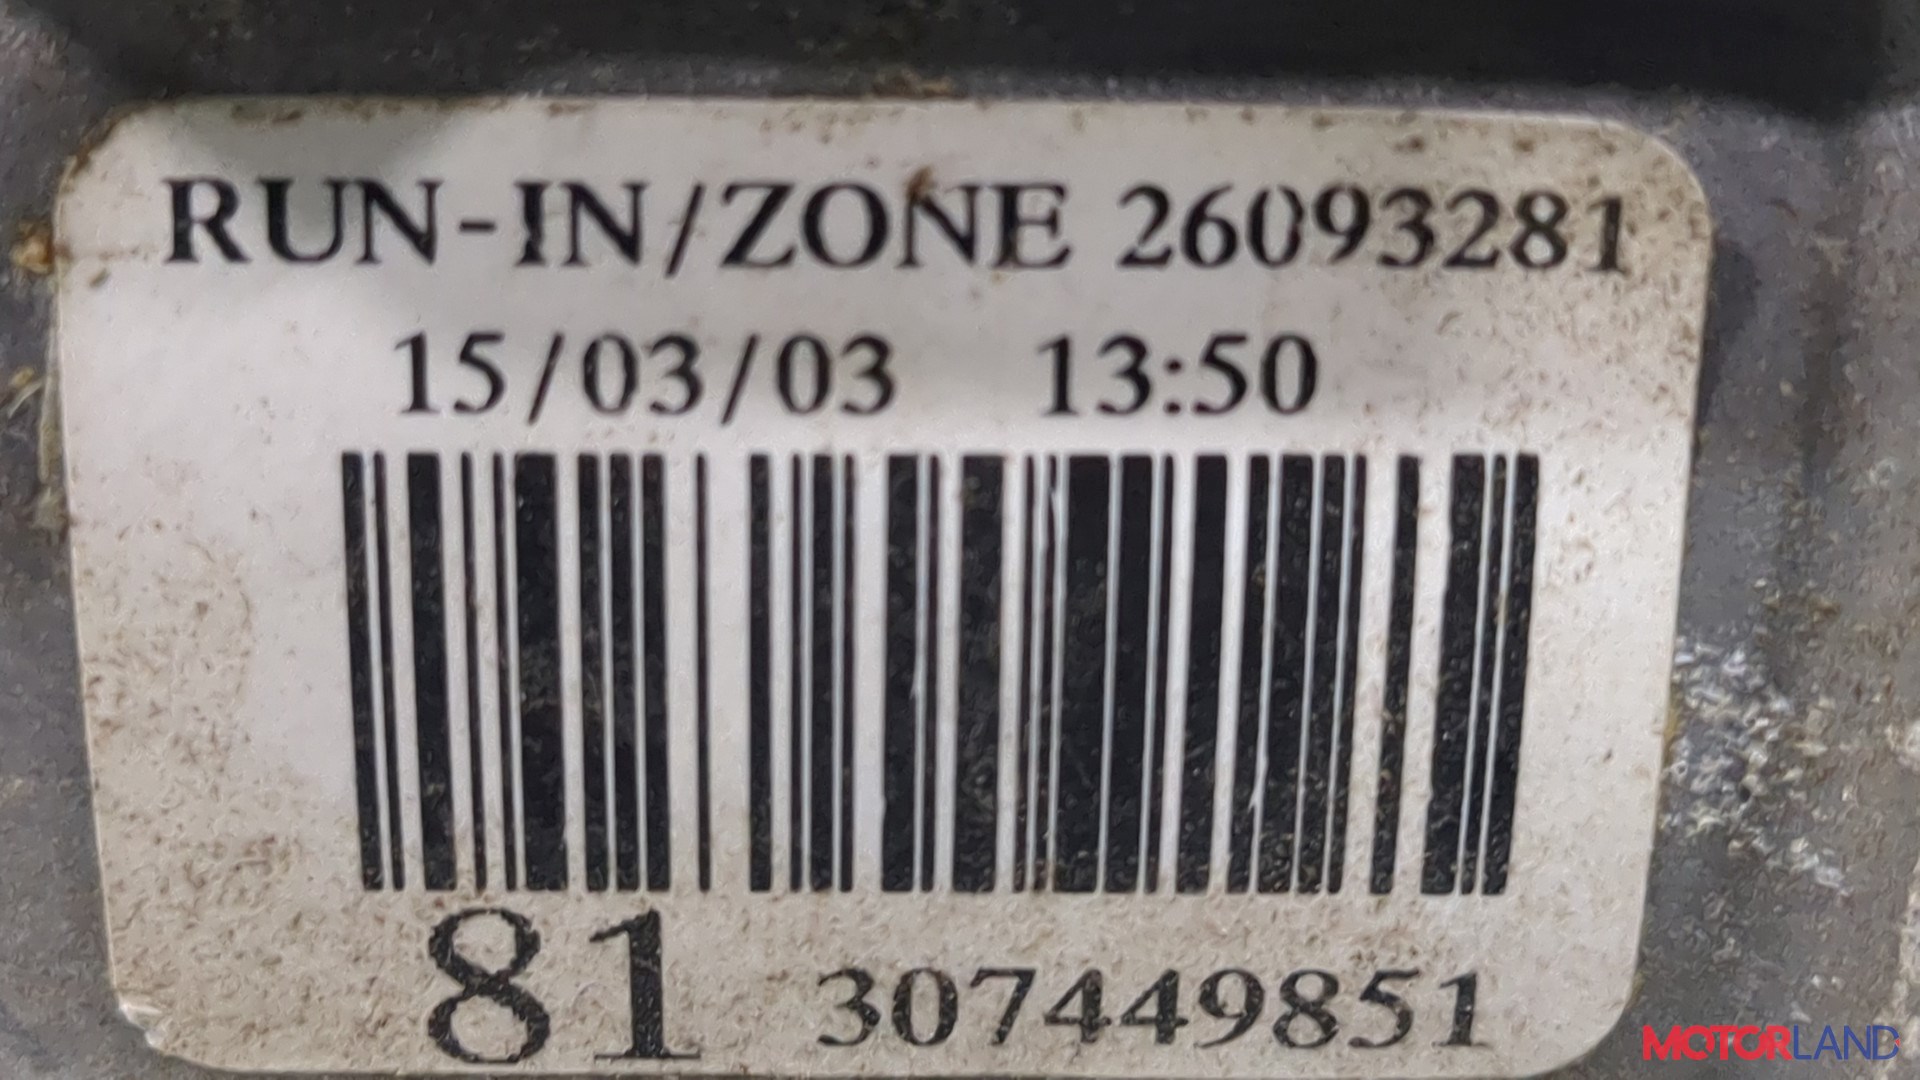 RUN-IN/ZONE 26093281
15/03/03 13:50
81 307449851
MOTORLAND